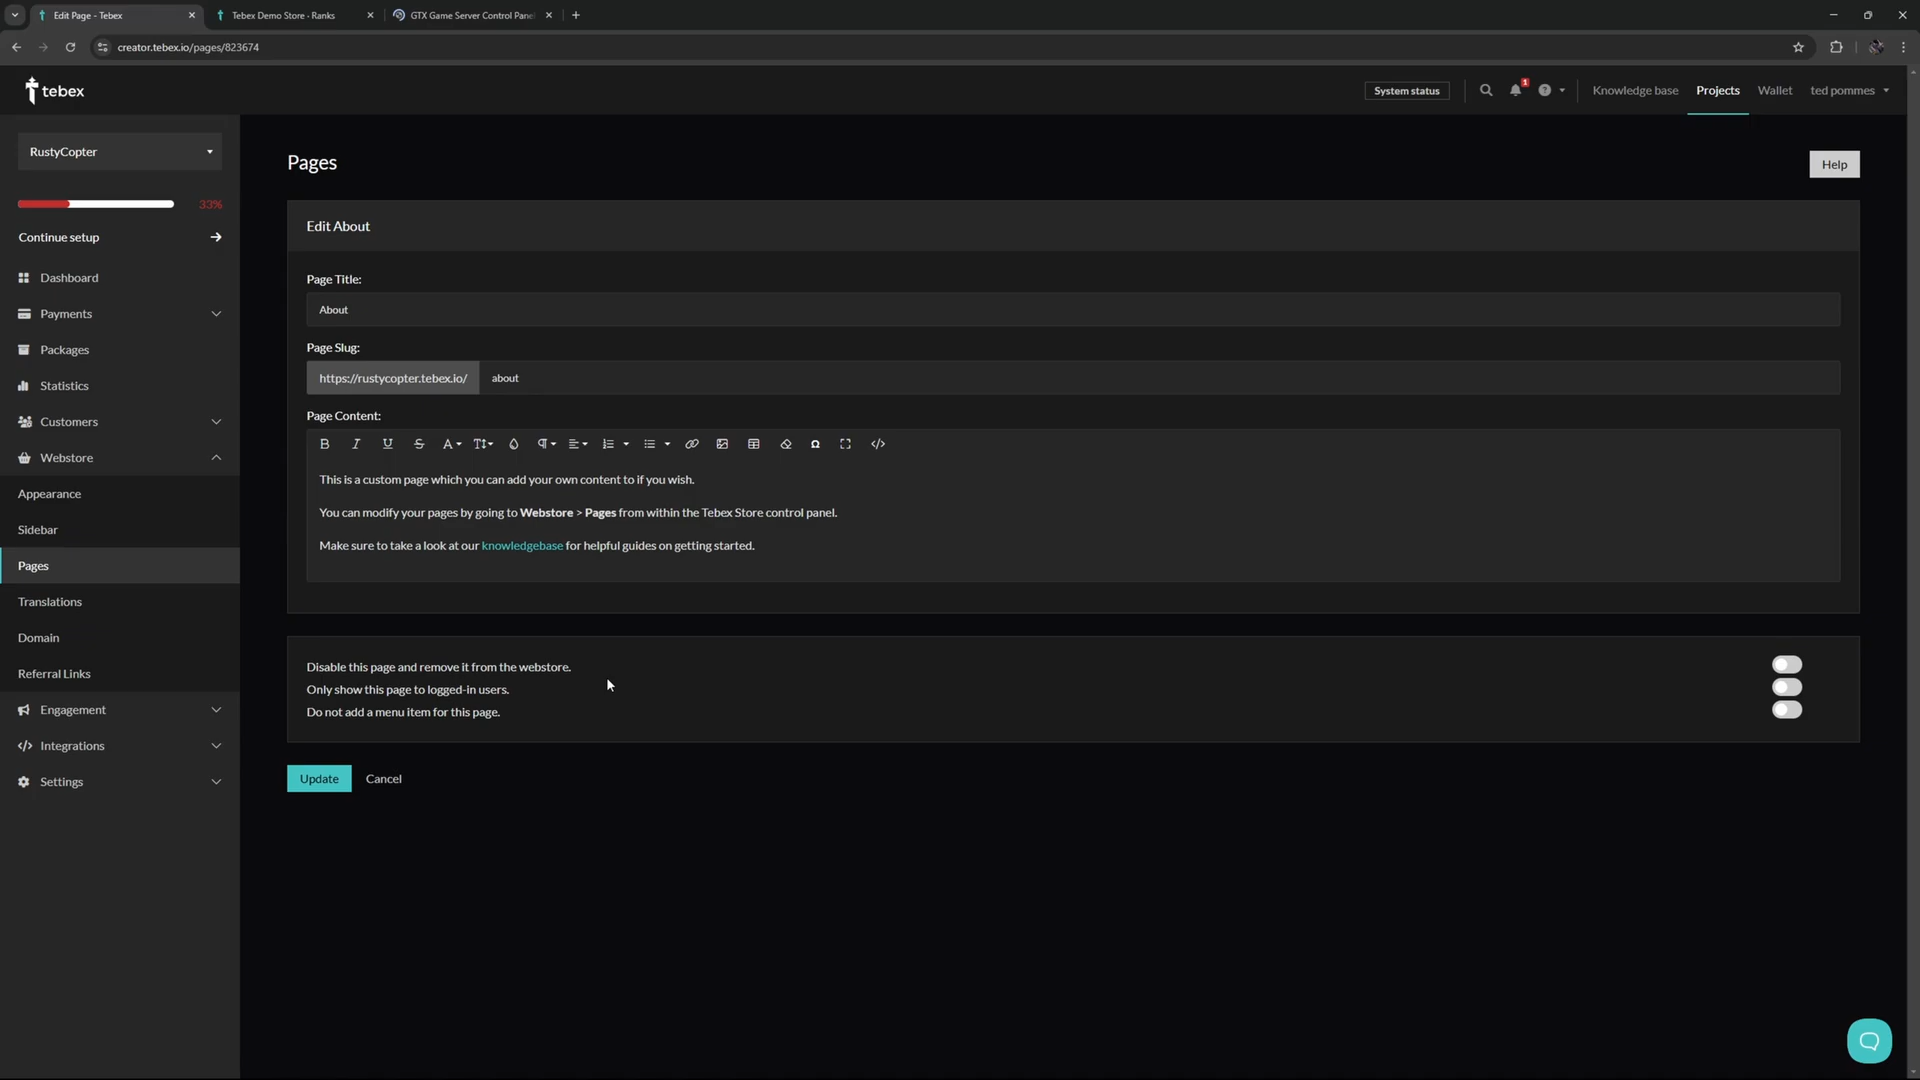 Edit Page - Tebex
Tebex Demo Store - Ranks
GTX Game Server Control Pane
creator.tebex.io/pages/823674
tebex
System status
1
Knowledge base
Projects
Wallet
ted pommes
RustyCopter
33%
Continue setup
Dashboard
Payments
Packages
Statistics
Customers
Webstore
Appearance
Sidebar
Pages
Translations
Domain
Referral Links
Engagement
Integrations
Settings
Pages
Help
Edit About
Page Title:
About
Page Slug:
https://rustycopter.tebex.io/ about
Page Content:
This is a custom page which you can add your own content to if you wish.
You can modify your pages by going to Webstore > Pages from within the Tebex Store control panel.
Make sure to take a look at our knowledgebase for helpful guides on getting started.
Disable this page and remove it from the webstore.
Only show this page to logged-in users.
Do not add a menu item for this page.
Update
Cancel